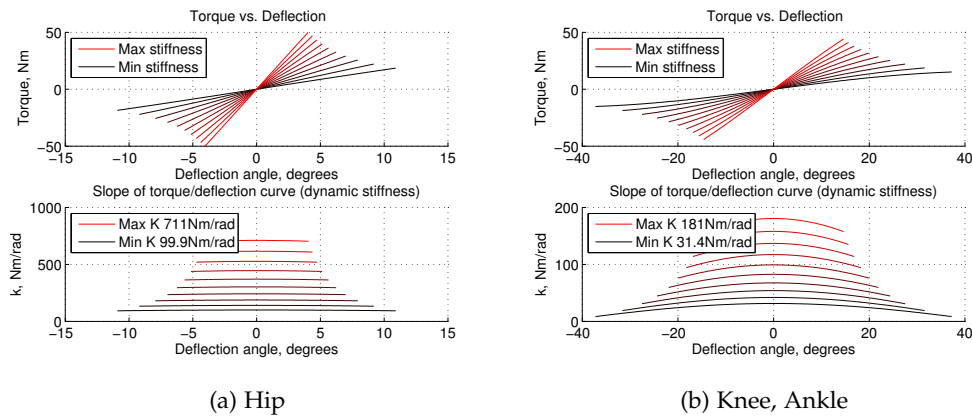 Torque vs. Deflection
50
0
−50
Torque, Nm
Max stiffness
Min stiffness
−15 −10 −5 0 5 10 15
Deflection angle, degrees
Slope of torque/deflection curve (dynamic stiffness)
1000
500
0
k, Nm/rad
Max K 711Nm/rad
Min K 99.9Nm/rad
−15 −10 −5 0 5 10 15
Deflection angle, degrees
(a) Hip
Torque vs. Deflection
50
0
−50
Torque, Nm
Max stiffness
Min stiffness
−40 −20 0 20 40
Deflection angle, degrees
Slope of torque/deflection curve (dynamic stiffness)
200
100
0
k, Nm/rad
Max K 181Nm/rad
Min K 31.4Nm/rad
−40 −20 0 20 40
Deflection angle, degrees
(b) Knee, Ankle